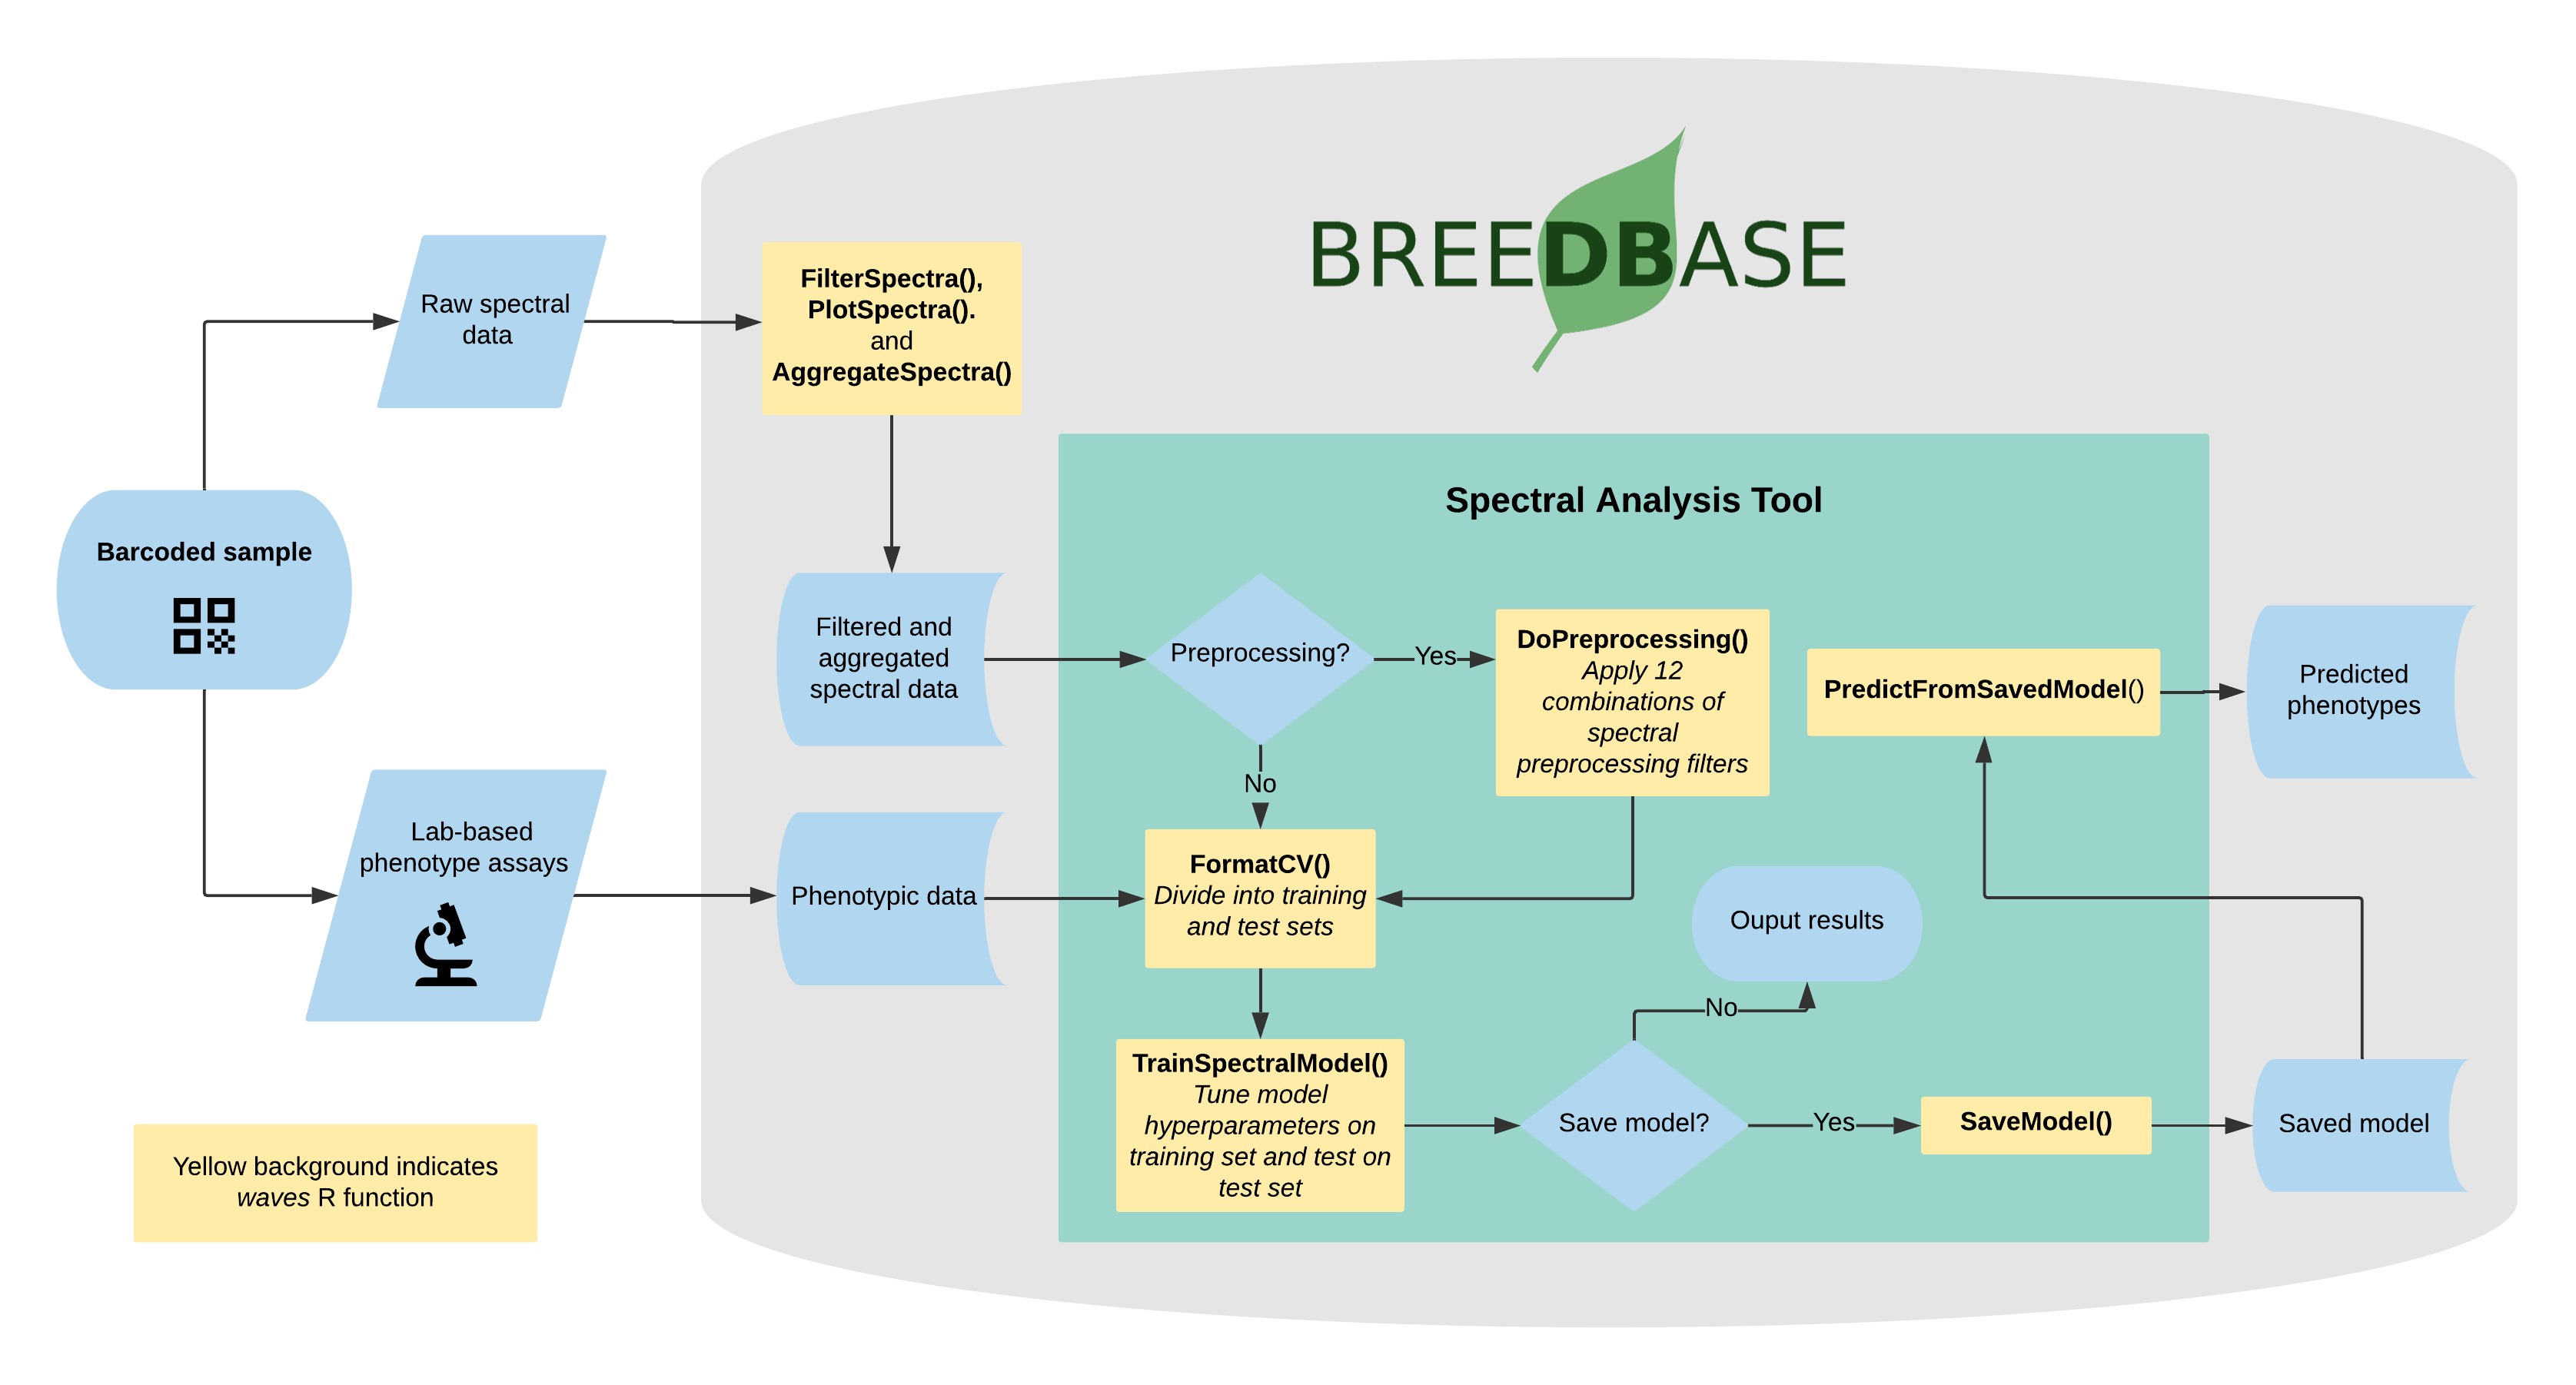 BREEDBASE
Raw spectral
data
FilterSpectra(),
PlotSpectra().
and
AggregateSpectra()
Barcoded sample
Spectral Analysis Tool
Filtered and
aggregated
spectral data
Preprocessing?
Yes
DoPreprocessing()
Apply 12
combinations of
spectral
preprocessing filters
PredictFromSavedModel()
Predicted
phenotypes
No
Lab-based
phenotype assays
Phenotypic data
FormatCV()
Divide into training
and test sets
Ouput results
No
TrainSpectralModel()
Tune model
hyperparameters on
training set and test on
test set
Save model?
Yes
SaveModel()
Saved model
Yellow background indicates
waves R function